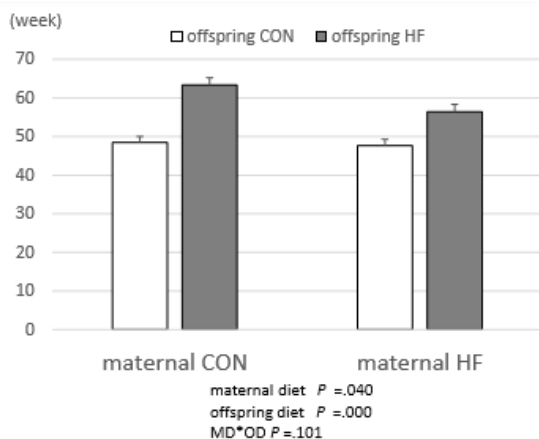 (week)
offspring CON offspring HF
70
60
50
40
30
20
10
0
maternal CON maternal HF
maternal diet P =.040
offspring diet P =.000
MD*OD P=.101